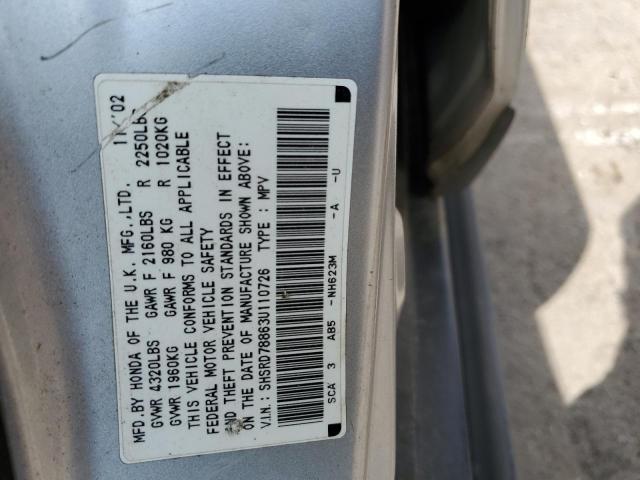 MFD.BY HONDA OF THE U.K. MFG.,LTD. 11/'02
GVWR 4320LBS GAWR F 2160LBS R 2250LBS
GVWR 1960KG GAWR F 980 KG R 1020KG
THIS VEHICLE CONFORMS TO ALL APPLICABLE
FEDERAL MOTOR VEHICLE SAFETY
AND THEFT PREVENTION STANDARDS IN EFFECT
ON THE DATE OF MANUFACTURE SHOWN ABOVE:
V.I.N.: SHSRD78863U110726 TYPE : MPV
SCA 3 AB5 -NH623M -A -U